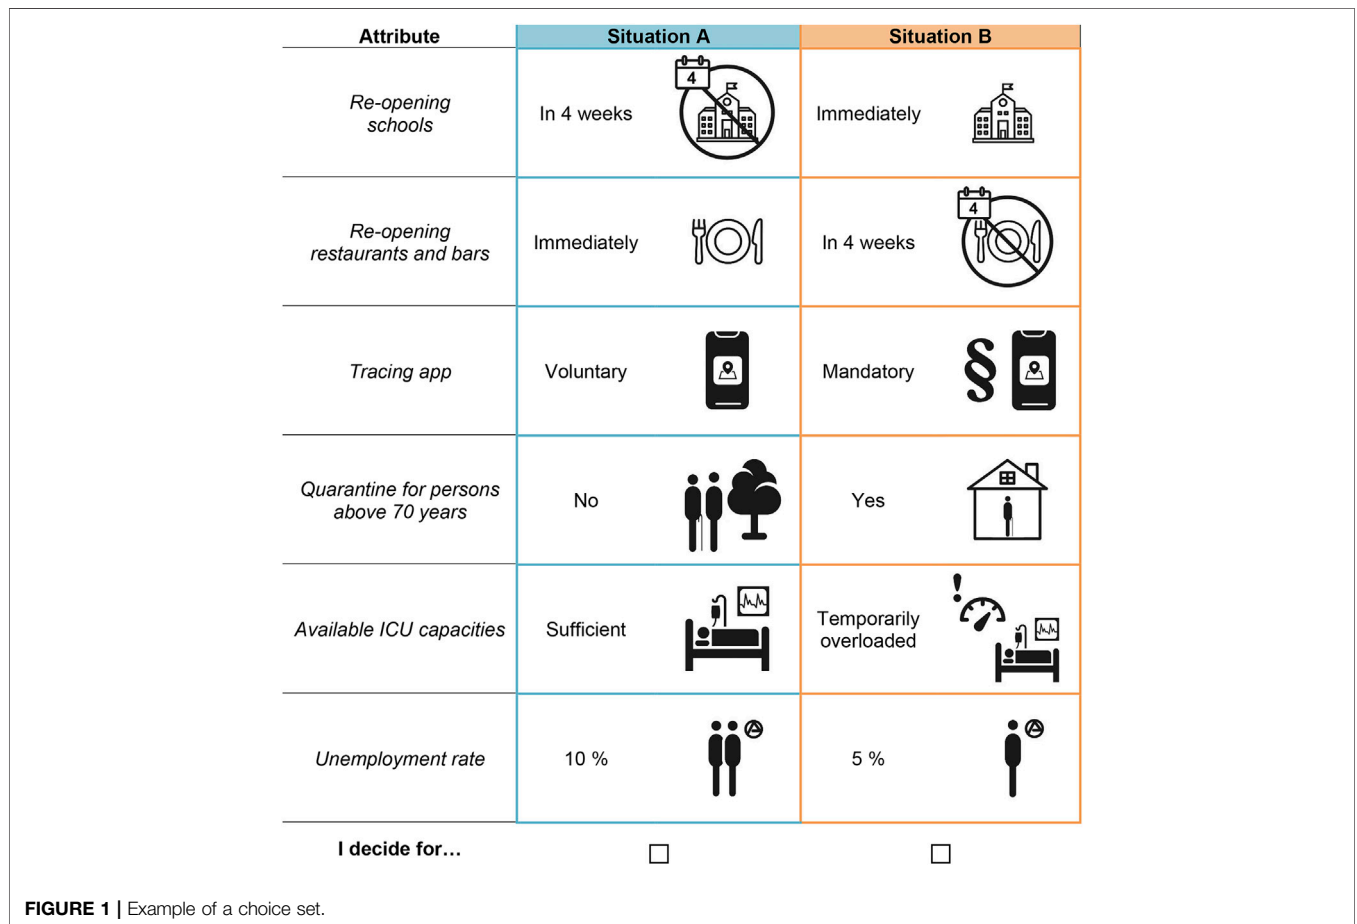 Attribute
Situation A
Situation B
Re-opening
schools
In 4 weeks
4
Immediately
Re-opening
restaurants and bars
Immediately
In 4 weeks
4
Tracing app
Voluntary
Mandatory
§
Quarantine for persons
above 70 years
No
Yes
Available ICU capacities
Sufficient
Temporarily
overloaded
!
Unemployment rate
10 %
5 %
I decide for…
FIGURE 1 | Example of a choice set.